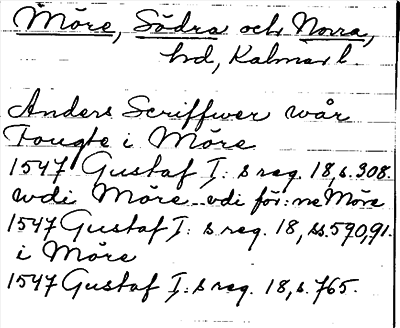 Möre, Södra och Norra,
hd, Kalmar l.
Anders Scriffwer wår
Fougte i Möre
1547 Gustaf I:s reg. 18, s. 308.
wdi Möre - vdi för:ne Möre
1547 Gustaf I:s reg. 18, ss. 590, 91.
i Möre
1547 Gustaf I:s reg. 18, s. 765.